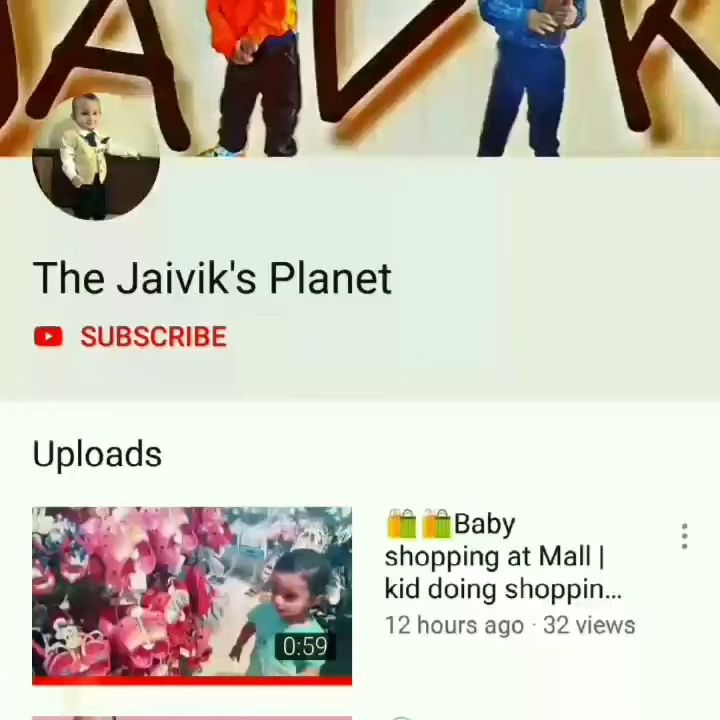 JAIVIK
The Jaivik's Planet
SUBSCRIBE
Uploads
🛍️🛍️Baby
shopping at Mall |
kid doing shoppin...
12 hours ago · 32 views
0:59